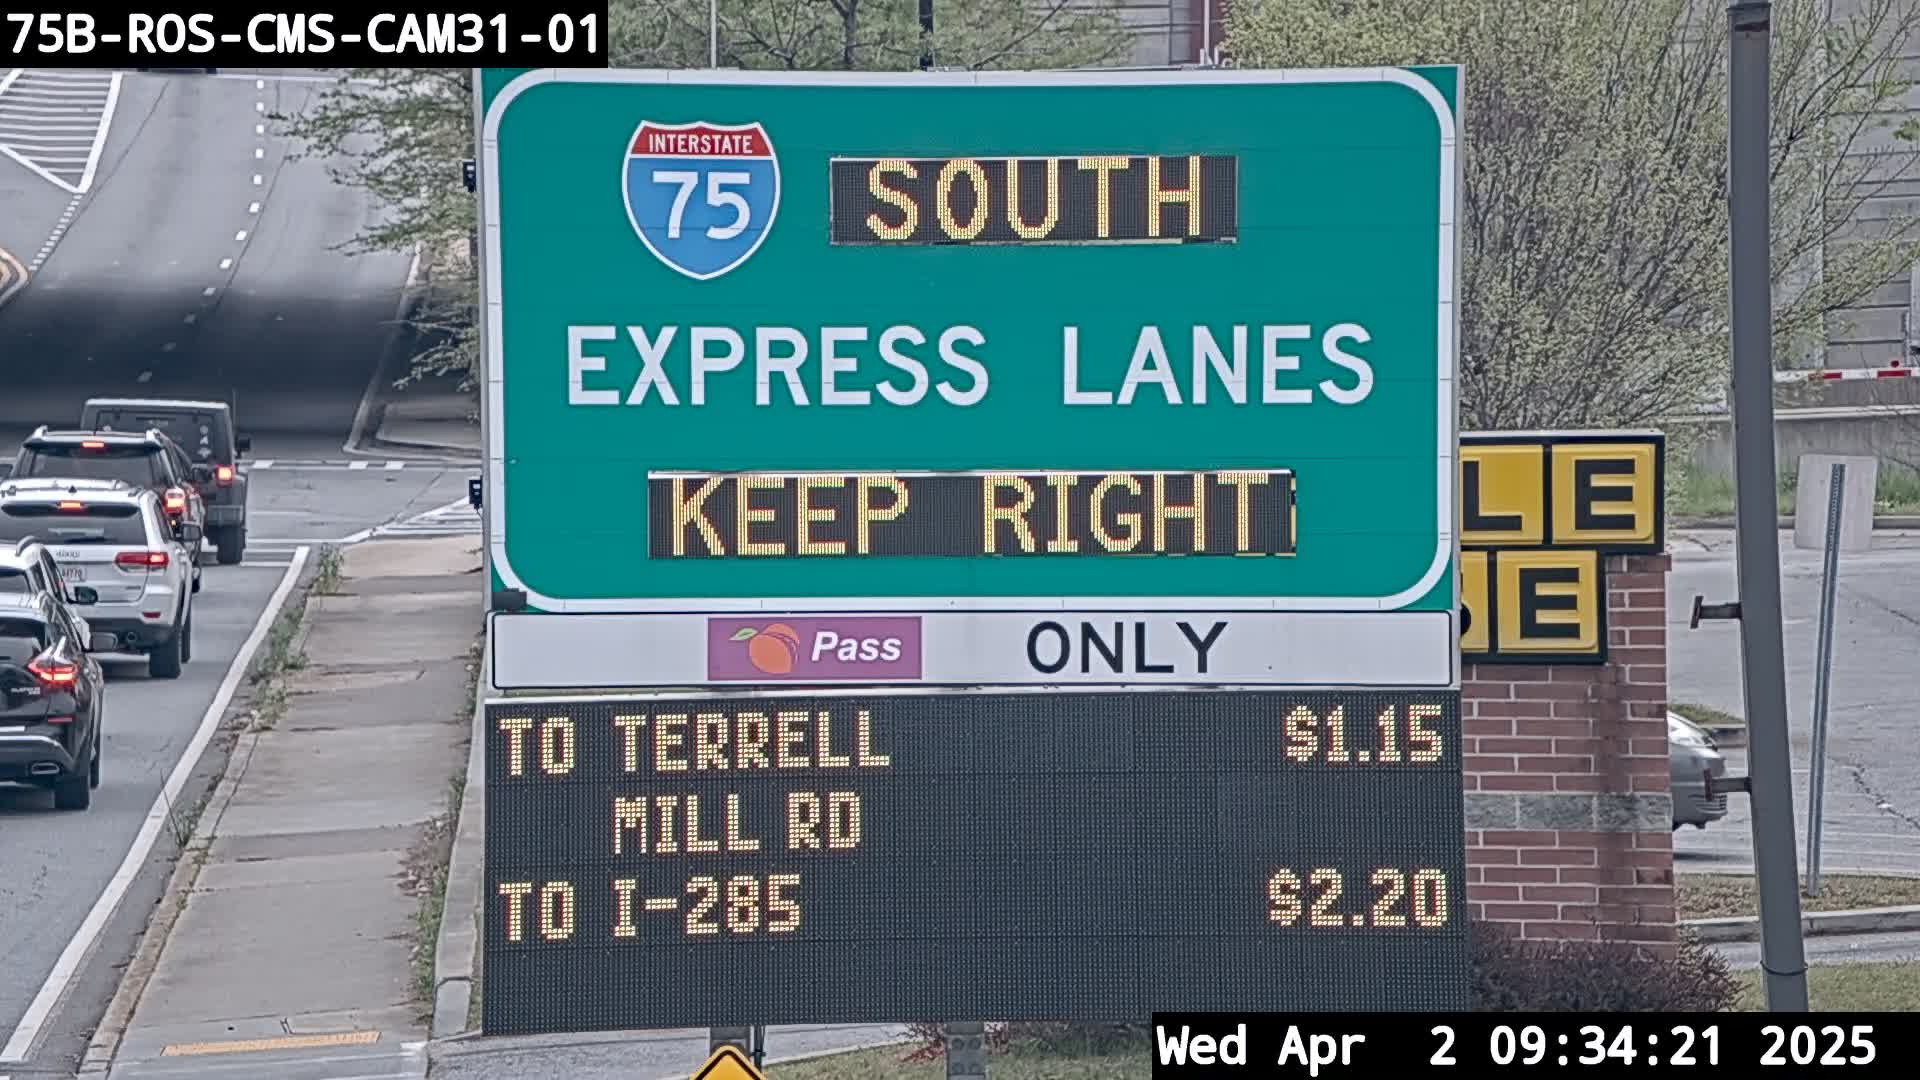 75B-ROS-CMS-CAM31-01
INTERSTATE
75
SOUTH
EXPRESS LANES
KEEP RIGHT
Pass ONLY
TO TERRELL $1.15
MILL RD
TO I-285 $2.20
LE
E
Wed Apr 2 09:34:21 2025